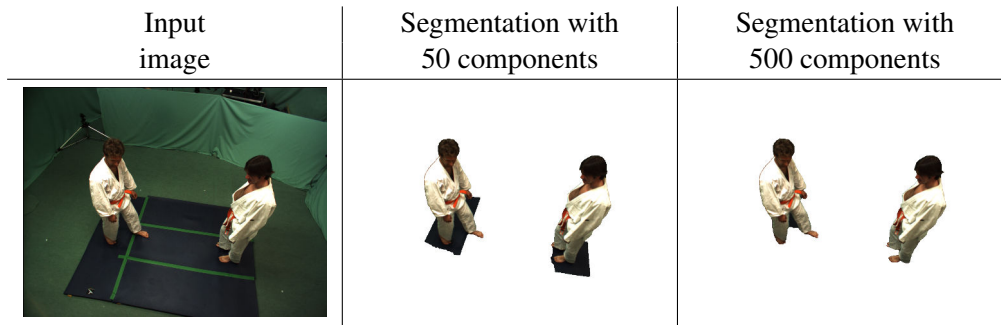 Input
image
Segmentation with
50 components
Segmentation with
500 components